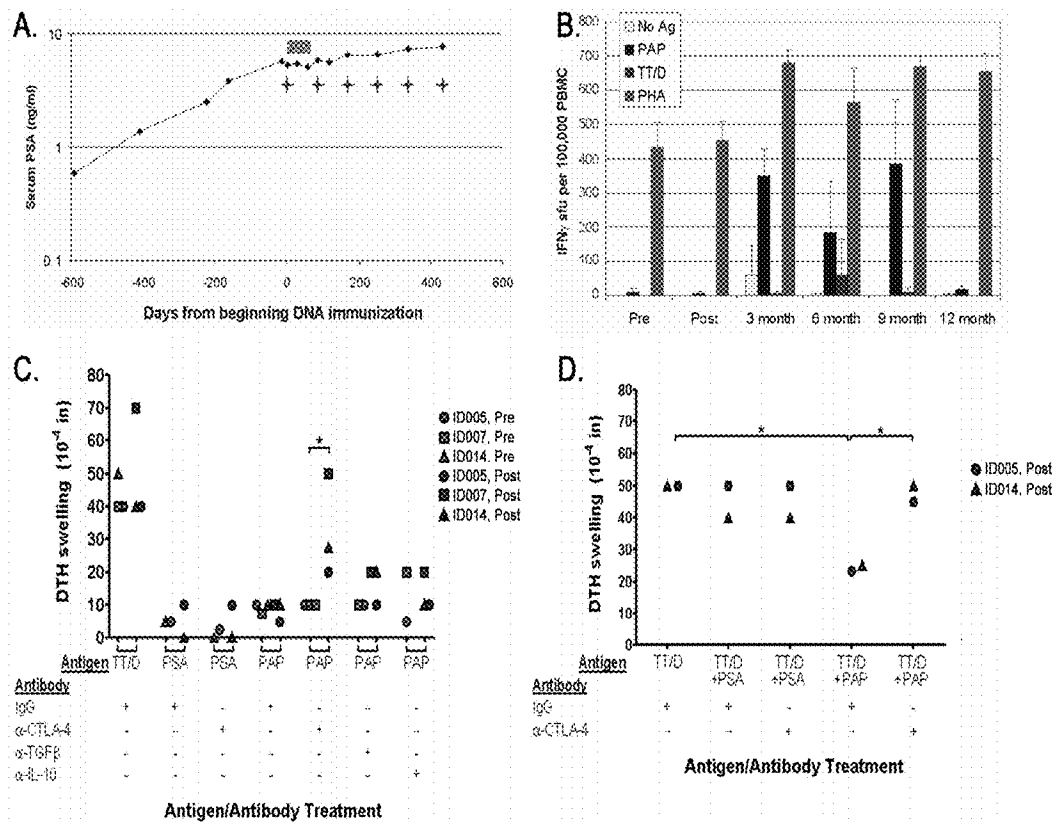 A.
10
1
0.1
Serum PSA (ng/ml)
-600 -400 -200 0 200 400 600
Days from beginning DNA immunization
B.
800
700
600
500
400
300
200
100
0
IFNγ sfu per 100,000 PBMC
No Ag
PAP
TT/D
PHA
Pre Post 3 month 6 month 9 month 12 month
C.
80
70
60
50
40
30
20
10
0
DTH swelling (10⁻⁴ in)
*
ID005, Pre
ID007, Pre
ID014, Pre
ID005, Post
ID007, Post
ID014, Post
Antigen TT/D PSA PSA PAP PAP PAP PAP
Antibody
IgG + + - + - - -
α-CTLA-4 - - + - + - -
α-TGFβ - - - - - + -
α-IL-10 - - - - - - +
Antigen/Antibody Treatment
D.
80
70
60
50
40
30
20
10
0
DTH swelling (10⁻⁴ in)
* *
ID005, Post
ID014, Post
Antigen TT/D TT/D TT/D TT/D TT/D
+PSA +PSA +PAP +PAP
Antibody
IgG + + - + -
α-CTLA-4 - - + - +
Antigen/Antibody Treatment